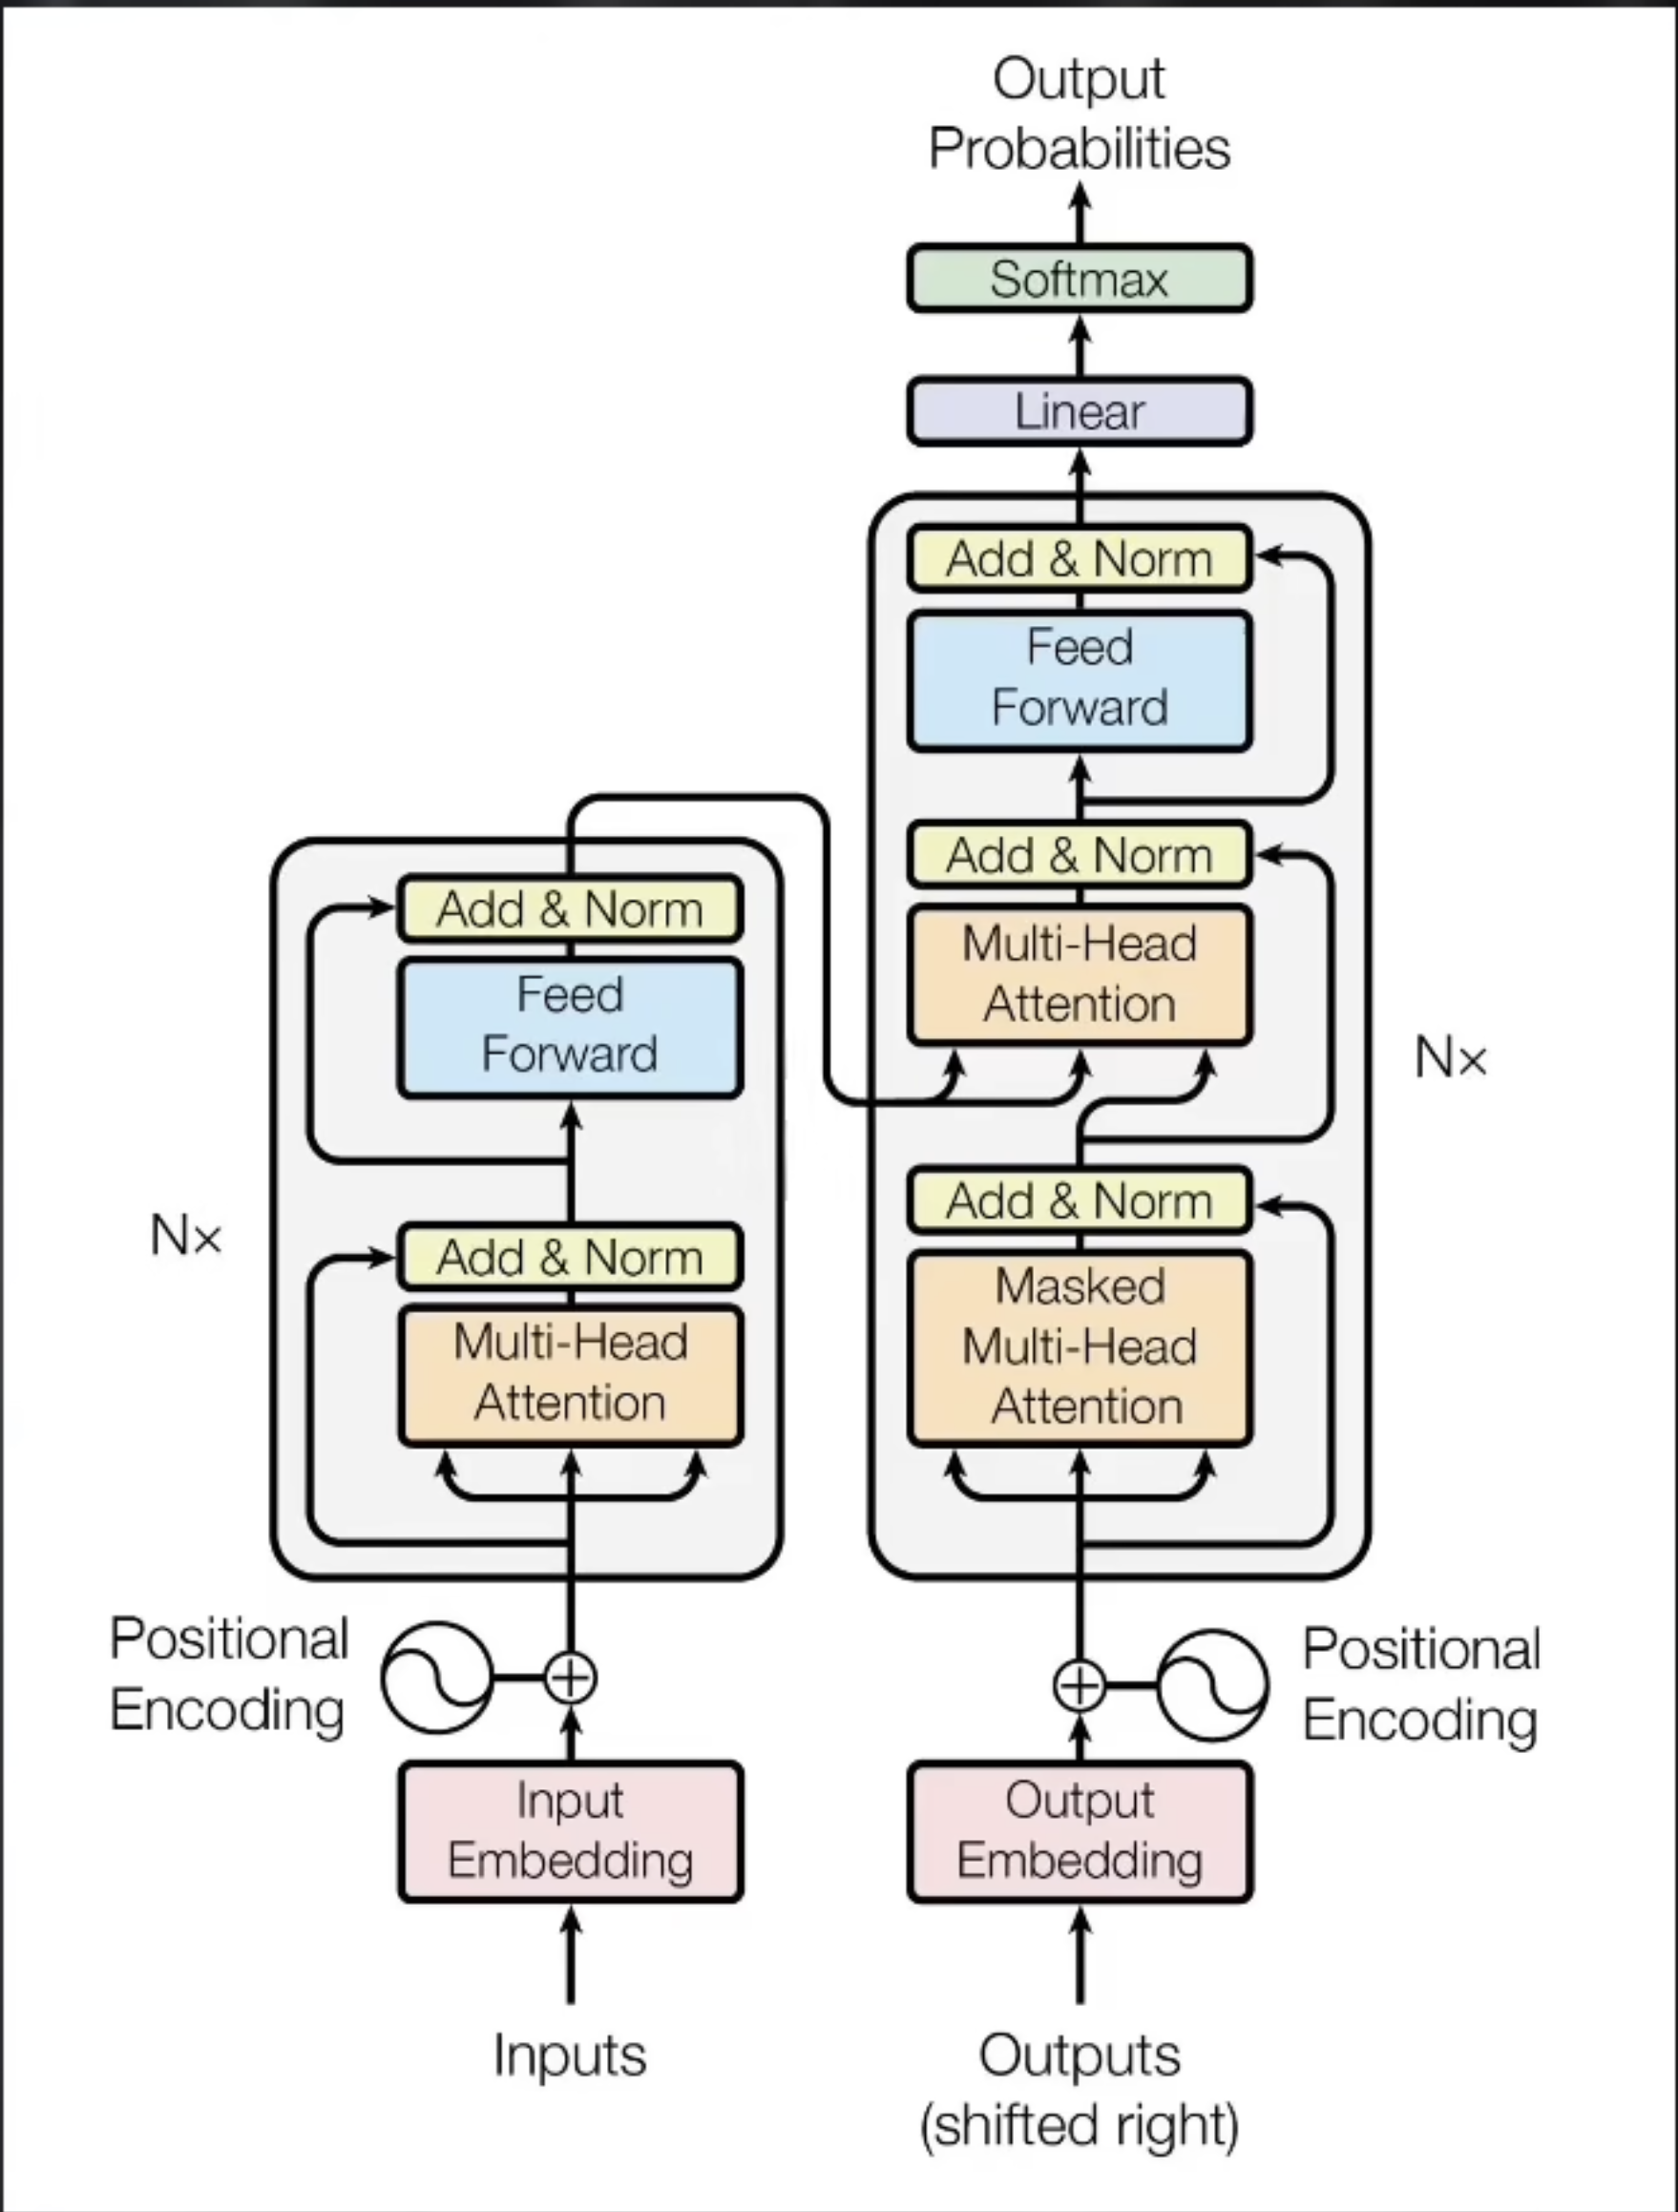 Output
Probabilities
Softmax
Linear
Add & Norm
Feed
Forward
Add & Norm
Multi-Head
Attention
Add & Norm
Masked
Multi-Head
Attention
Nx
Add & Norm
Feed
Forward
Add & Norm
Multi-Head
Attention
Nx
Positional
Encoding
Positional
Encoding
Input
Embedding
Output
Embedding
Inputs
Outputs
(shifted right)